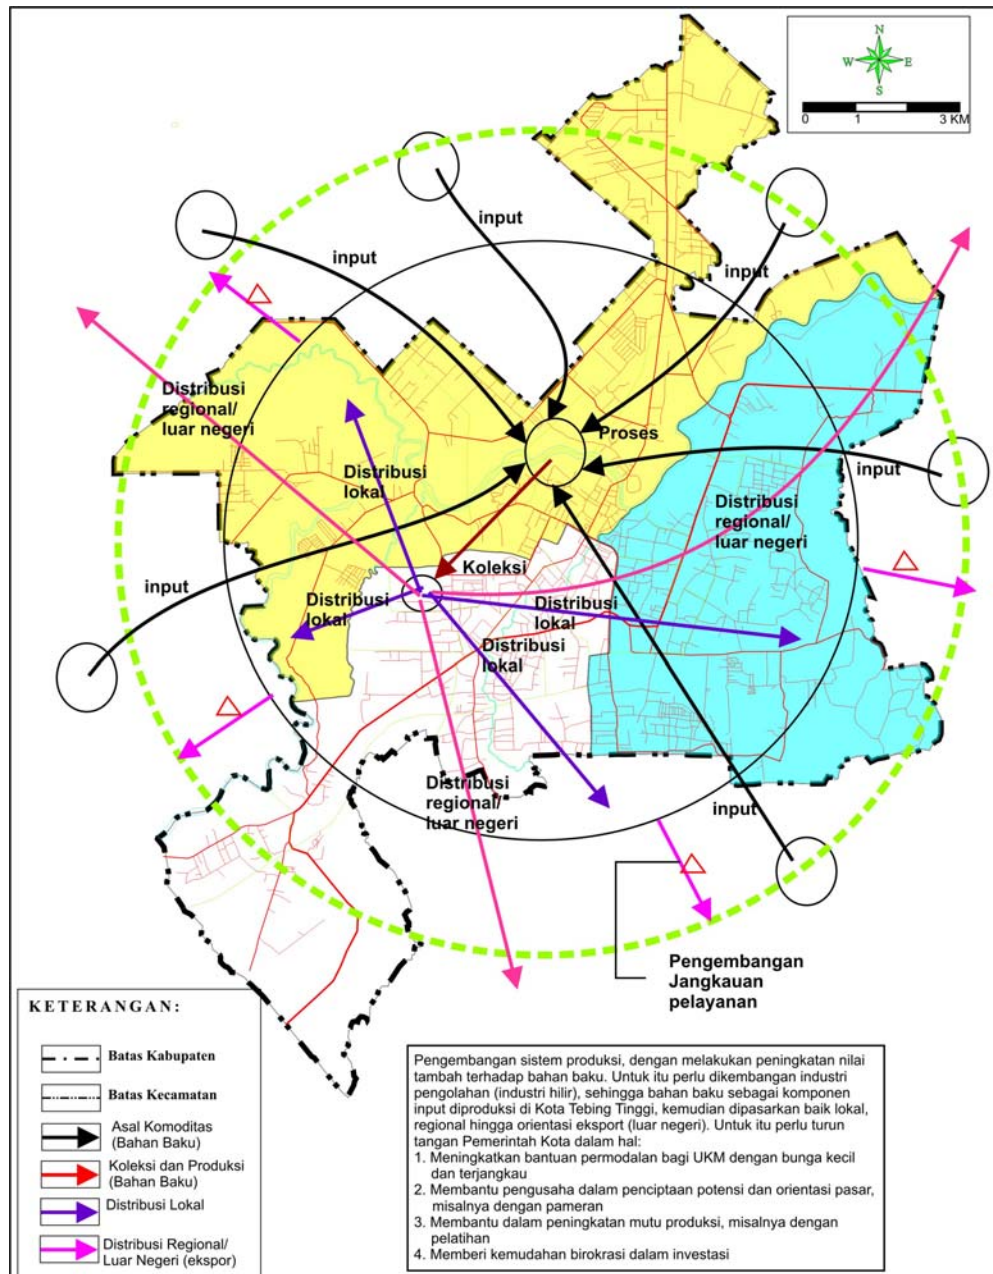 N
W
E
S
0
1
3 KM
input
input
input
Distribusi
regional/
luar negeri
Proses
input
Distribusi
lokal
Distribusi
regional/
luar negeri
Koleksi
input
Distribusi
lokal
Distribusi
lokal
Distribusi
lokal
Distribusi
regional/
luar negeri
input
Pengembangan
Jangkauan
pelayanan
KETERANGAN:
Batas Kabupaten
Batas Kecamatan
Asal Komoditas
(Bahan Baku)
Koleksi dan Produksi
(Bahan Baku)
Distribusi Lokal
Distribusi Regional/
Luar Negeri (ekspor)
Pengembangan sistem produksi, dengan melakukan peningkatan nilai
tambah terhadap bahan baku. Untuk itu perlu dikembangan industri
pengolahan (industri hilir), sehingga bahan baku sebagai komponen
input diproduksi di Kota Tebing Tinggi, kemudian dipasarkan baik lokal,
regional hingga orientasi eksport (luar negeri). Untuk itu perlu turun
tangan Pemerintah Kota dalam hal:
1. Meningkatkan bantuan permodalan bagi UKM dengan bunga kecil
dan terjangkau
2. Membantu pengusaha dalam penciptaan potensi dan orientasi pasar,
misalnya dengan pameran
3. Membantu dalam peningkatan mutu produksi, misalnya dengan
pelatihan
4. Memberi kemudahan birokrasi dalam investasi